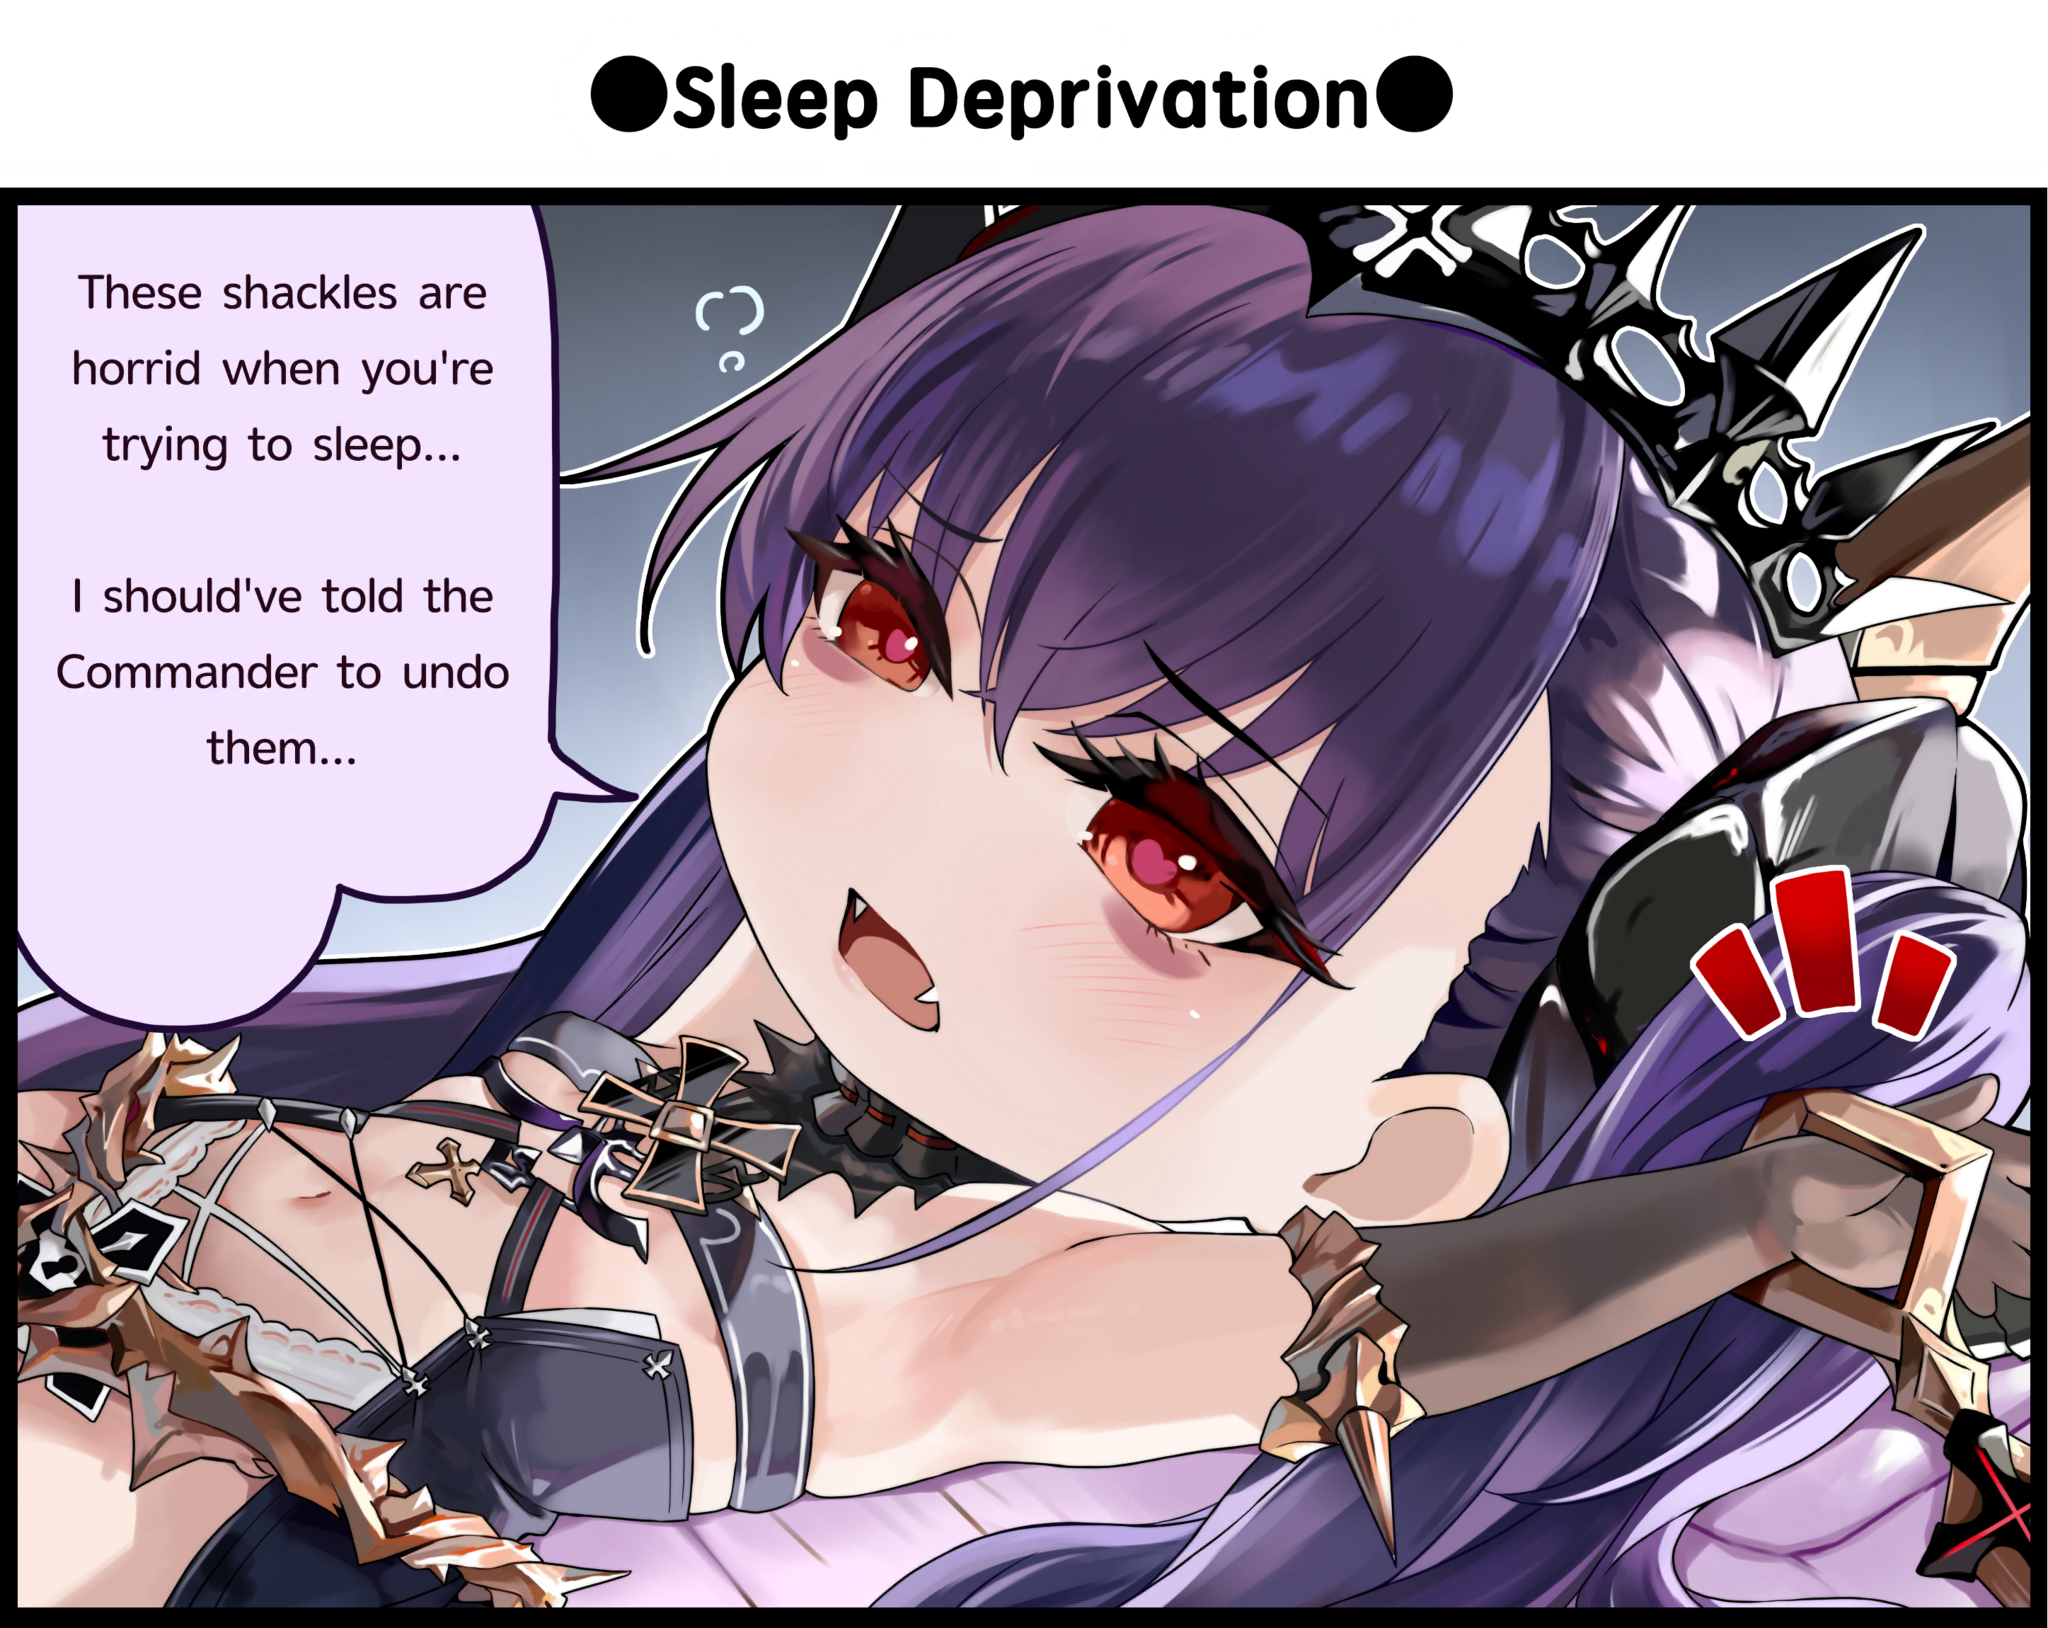 ●Sleep Deprivation●
These shackles are
horrid when you're
trying to sleep...
I should've told the
Commander to undo
them...